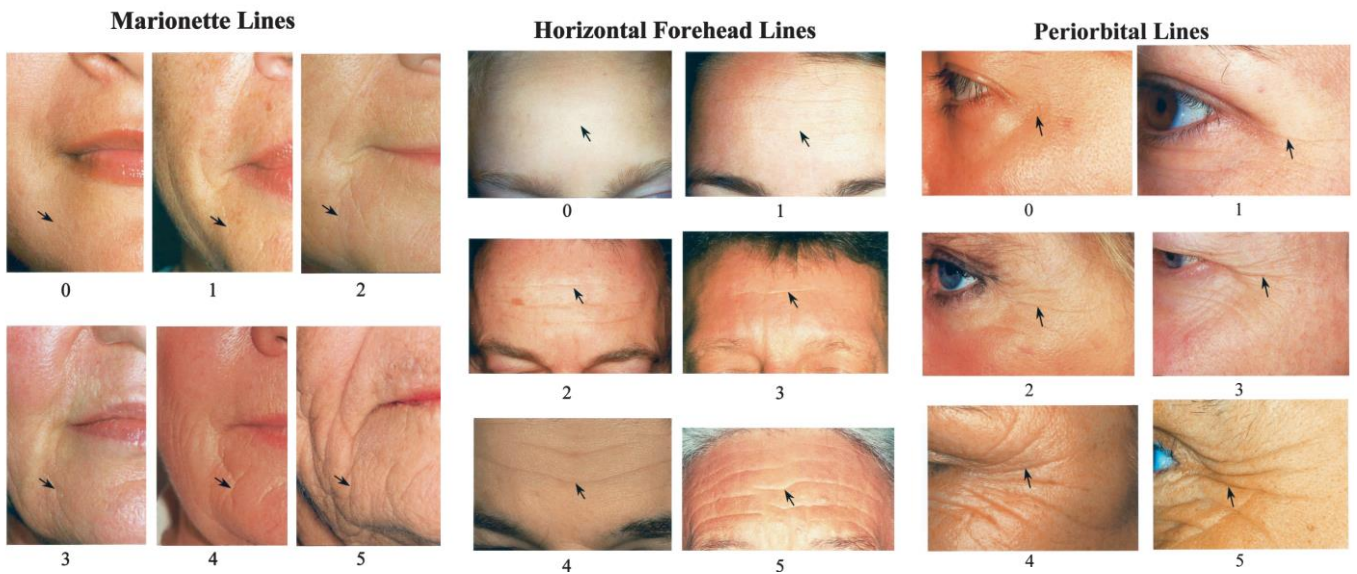 Marionette Lines
0 1 2
3 4 5
Horizontal Forehead Lines
0 1
2 3
4 5
Periorbital Lines
0 1
2 3
4 5